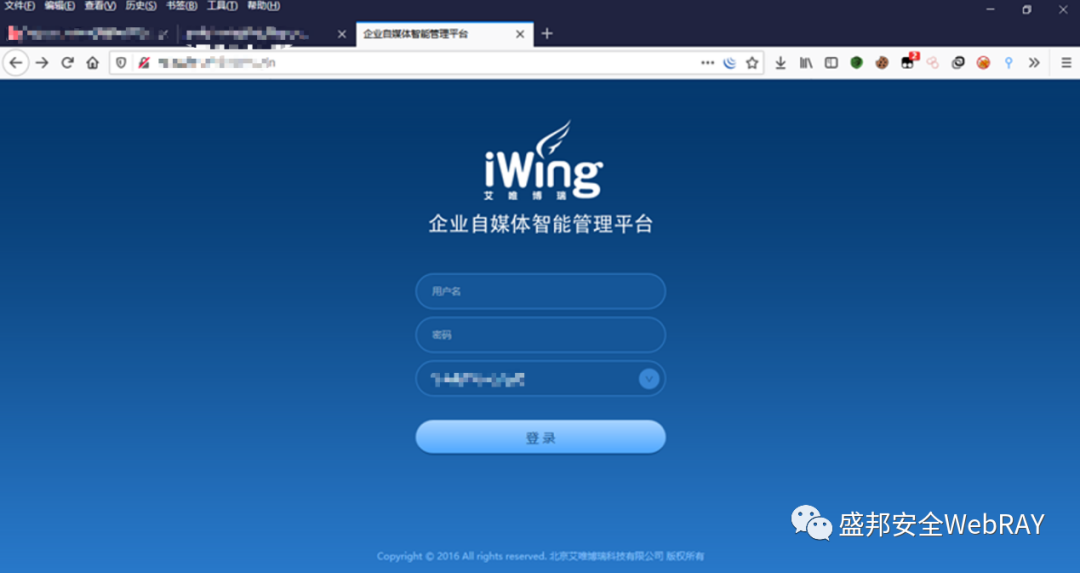 文件(F) 编辑(E) 查看(V) 历史(S) 书签(B) 工具(T) 帮助(H)
企业自媒体智能管理平台
2
iWing
艾唯博瑞
企业自媒体智能管理平台
用户名
密码
登 录
盛邦安全WebRAY
Copyright © 2016 All rights reserved. 北京艾唯博瑞科技有限公司 版权所有